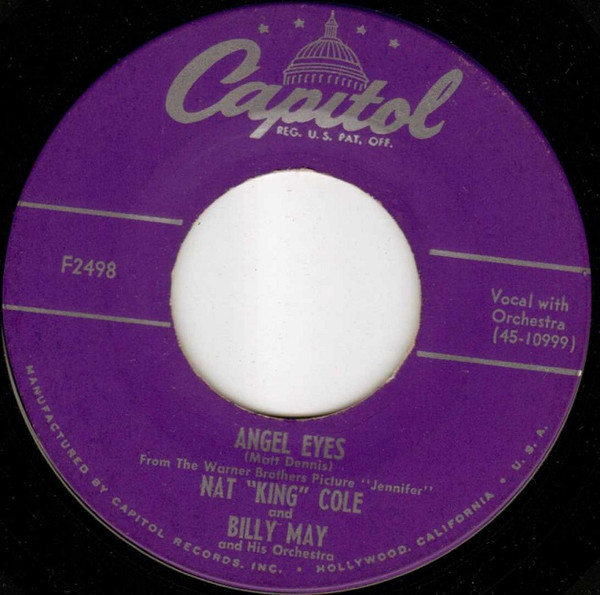 Capitol
REG. U.S. PAT. OFF.
F2498
Vocal with
Orchestra
(45-10999)
ANGEL EYES
(Matt Dennis)
From The Warner Brothers Picture "Jennifer"
NAT "KING" COLE
and
BILLY MAY
and His Orchestra
MANUFACTURED BY CAPITOL RECORDS, INC. • HOLLYWOOD, CALIFORNIA • U.S.A.